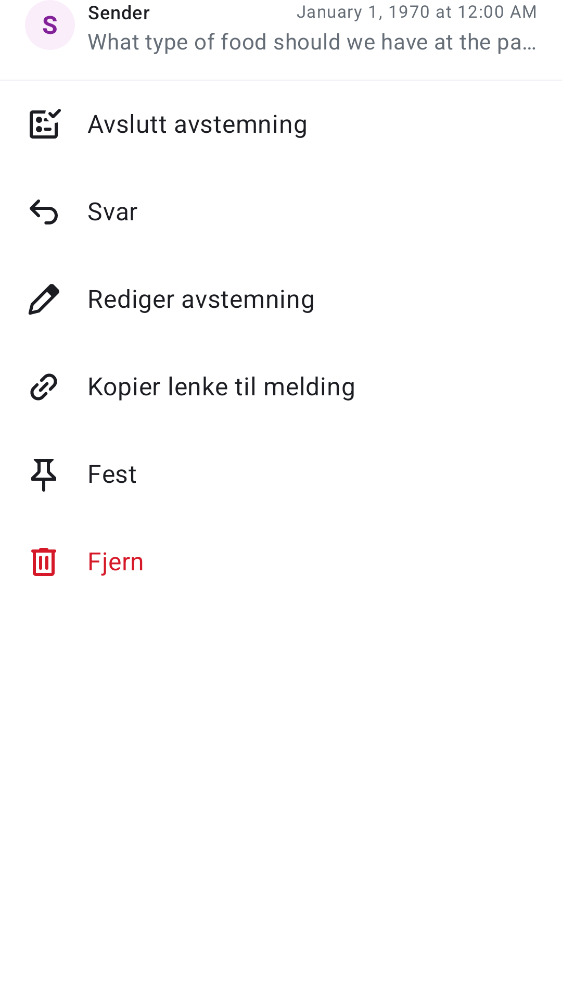 S
Sender
January 1, 1970 at 12:00 AM
What type of food should we have at the pa…
Avslutt avstemning
Svar
Rediger avstemning
Kopier lenke til melding
Fest
Fjern